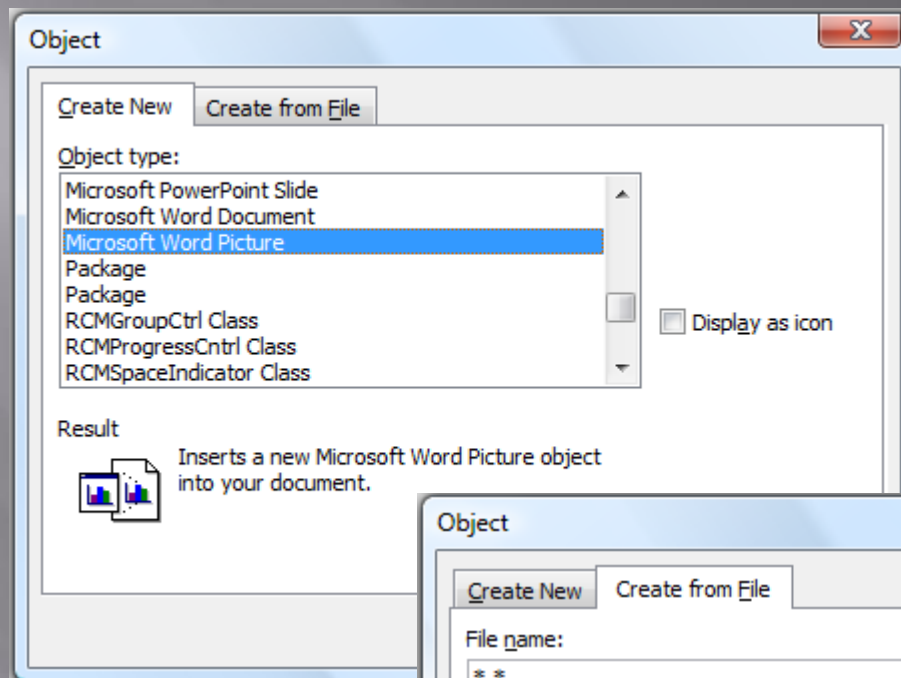 Object
Create New
Create from File
Object type:
Microsoft PowerPoint Slide
Microsoft Word Document
Microsoft Word Picture
Package
Package
RCMGroupCtrl Class
RCMProgressCntrl Class
RCMSpaceIndicator Class
Display as icon
Result
Inserts a new Microsoft Word Picture object
into your document.
Object
Create New
Create from File
File name:
*.*